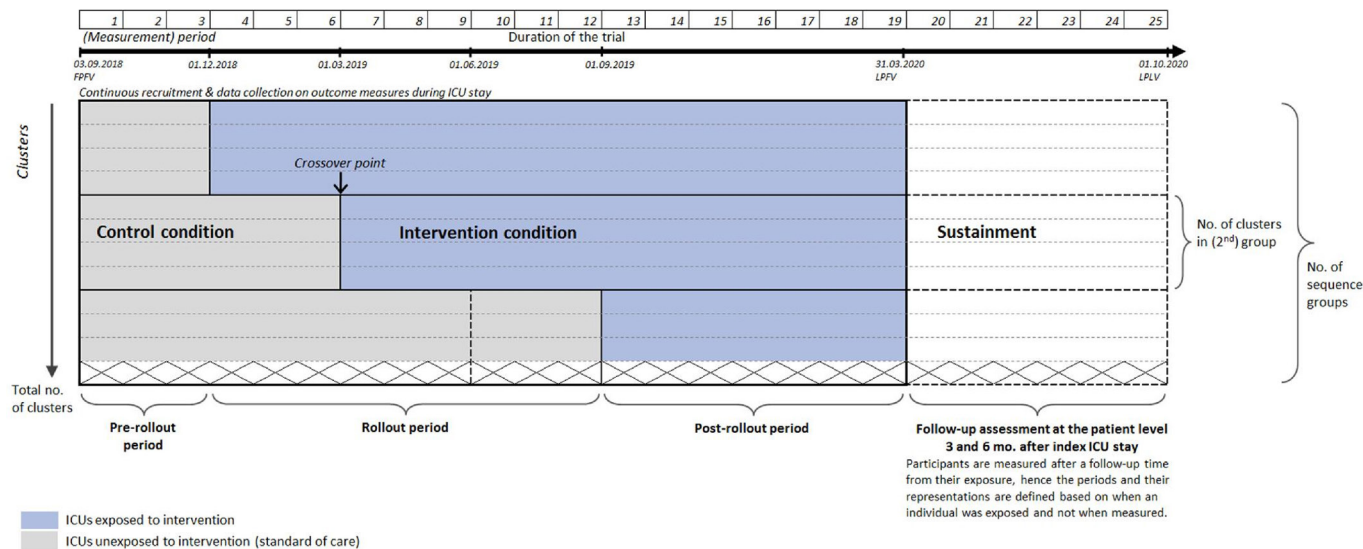 1 2 3 4 5 6 7 8 9 10 11 12 13 14 15 16 17 18 19 20 21 22 23 24 25
(Measurement) period
Duration of the trial
03.09.2018 01.12.2018 01.03.2019 01.06.2019 01.09.2019 31.03.2020 01.10.2020
FPFV LPFV LPLV
Continuous recruitment & data collection on outcome measures during ICU stay
Clusters
Crossover point
Control condition
Intervention condition
Sustainment
No. of clusters
in (2nd) group
No. of
sequence
groups
Total no.
of clusters
Pre-rollout
period
Rollout period
Post-rollout period
Follow-up assessment at the patient level
3 and 6 mo. after index ICU stay
Participants are measured after a follow-up time
from their exposure, hence the periods and their
representations are defined based on when an
individual was exposed and not when measured.
ICUs exposed to intervention
ICUs unexposed to intervention (standard of care)